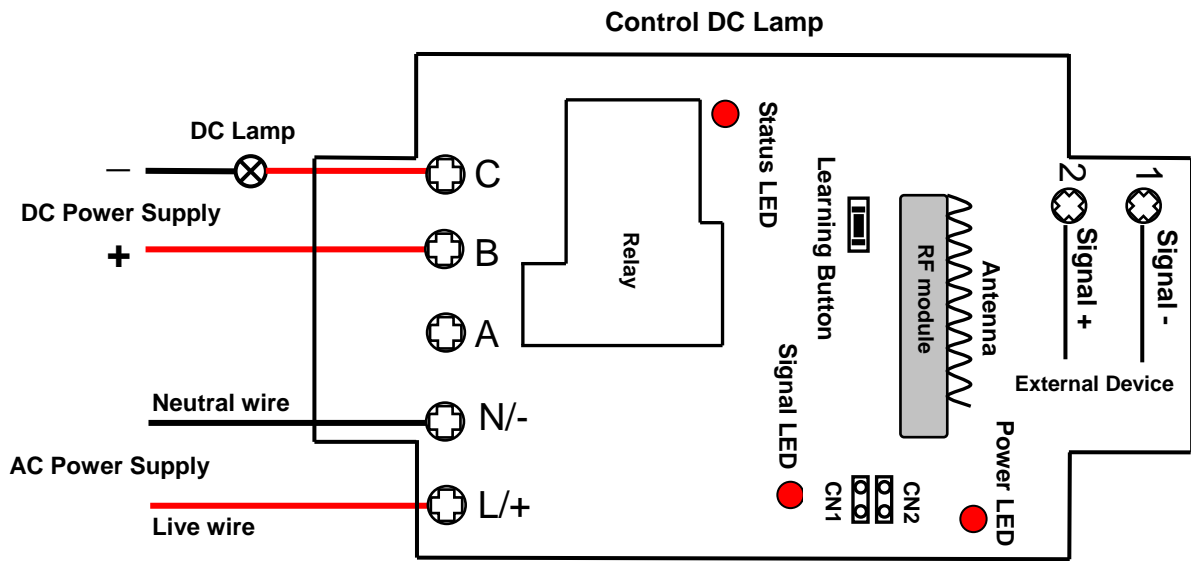 Control DC Lamp
DC Lamp
–
DC Power Supply
+
C
B
A
N/-
L/+
Neutral wire
AC Power Supply
Live wire
Relay
Status LED
Learning Button
RF module
Antenna
Signal LED
CN1
CN2
Power LED
2
1
Signal +
Signal -
External Device